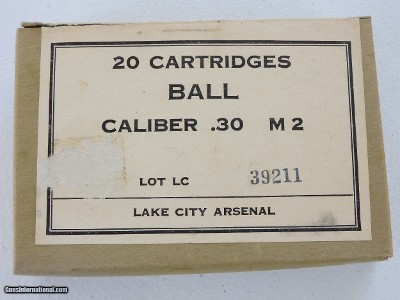 20 CARTRIDGES
BALL
CALIBER .30 M2
LOT LC 39211
LAKE CITY ARSENAL
GunsInternational.com